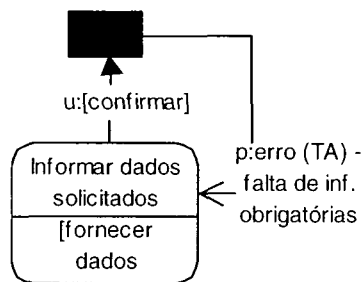 u:[confirmar]
Informar dados
solicitados
[fornecer
dados
p:erro (TA) -
falta de inf.
obrigatórias